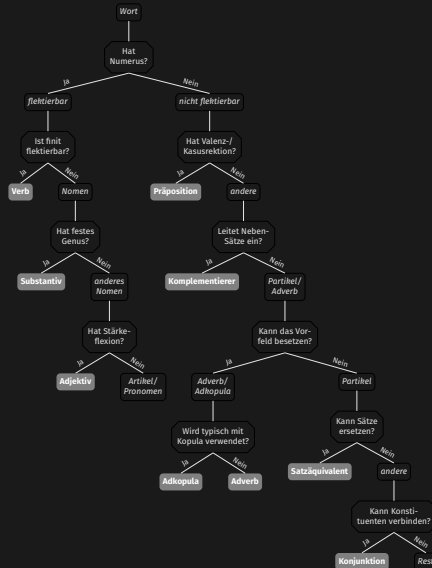 Wort
Hat
Numerus?
Ja
Nein
flektierbar
nicht flektierbar
Ist finit
flektierbar?
Hat Valenz-/
Kasusrektion?
Ja
Nein
Ja
Nein
Verb
Nomen
Präposition
andere
Hat festes
Genus?
Leitet Neben-
Sätze ein?
Ja
Nein
Ja
Nein
Substantiv
anderes
Nomen
Komplementierer
Partikel/
Adverb
Hat Stärke-
flexion?
Kann das Vor-
feld besetzen?
Ja
Nein
Ja
Nein
Adjektiv
Artikel/
Pronomen
Adverb/
Adkopula
Partikel
Wird typisch mit
Kopula verwendet?
Kann Sätze
ersetzen?
Ja
Nein
Ja
Nein
Adkopula
Adverb
Satzäquivalent
andere
Kann Konsti-
tuenten verbinden?
Ja
Nein
Konjunktion